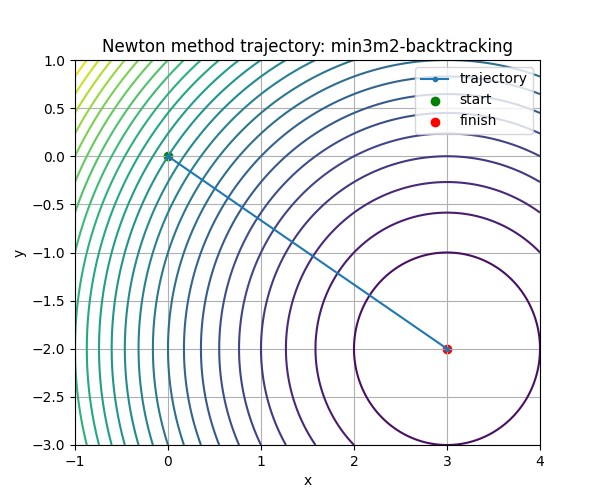 Newton method trajectory: min3m2-backtracking
trajectory
start
finish
1.0
0.5
0.0
−0.5
−1.0
−1.5
−2.0
−2.5
−3.0
y
−1 0 1 2 3 4
x